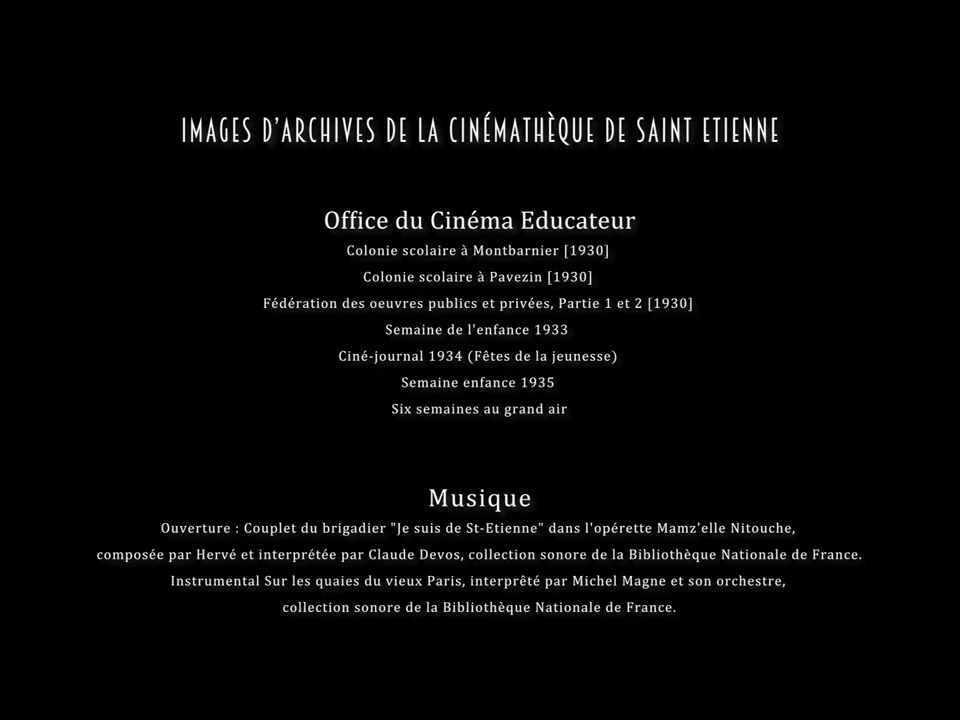 IMAGES D'ARCHIVES DE LA CINÉMATHÈQUE DE SAINT ETIENNE
Office du Cinéma Educateur
Colonie scolaire à Montbarnier [1930]
Colonie scolaire à Pavezin [1930]
Fédération des oeuvres publics et privées, Partie 1 et 2 [1930]
Semaine de l'enfance 1933
Ciné-journal 1934 (Fêtes de la jeunesse)
Semaine enfance 1935
Six semaines au grand air
Musique
Ouverture : Couplet du brigadier "Je suis de St-Etienne" dans l'opérette Mamz'elle Nitouche,
composée par Hervé et interprétée par Claude Devos, collection sonore de la Bibliothèque Nationale de France.
Instrumental Sur les quaies du vieux Paris, interprêté par Michel Magne et son orchestre,
collection sonore de la Bibliothèque Nationale de France.